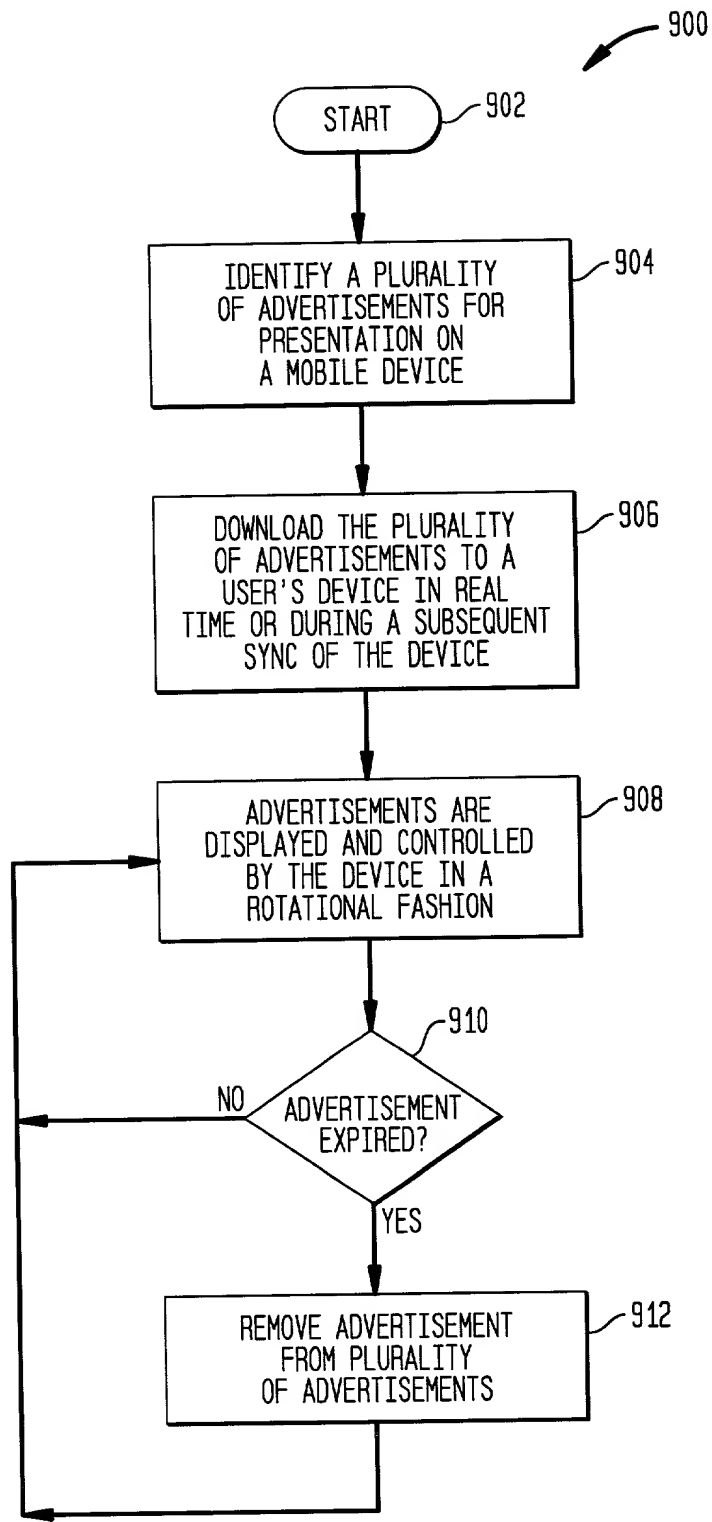 900
START
902
IDENTIFY A PLURALITY
OF ADVERTISEMENTS FOR
PRESENTATION ON
A MOBILE DEVICE
904
DOWNLOAD THE PLURALITY
OF ADVERTISEMENTS TO A
USER'S DEVICE IN REAL
TIME OR DURING A SUBSEQUENT
SYNC OF THE DEVICE
906
ADVERTISEMENTS ARE
DISPLAYED AND CONTROLLED
BY THE DEVICE IN A
ROTATIONAL FASHION
908
910
NO
ADVERTISEMENT
EXPIRED?
YES
REMOVE ADVERTISEMENT
FROM PLURALITY
OF ADVERTISEMENTS
912